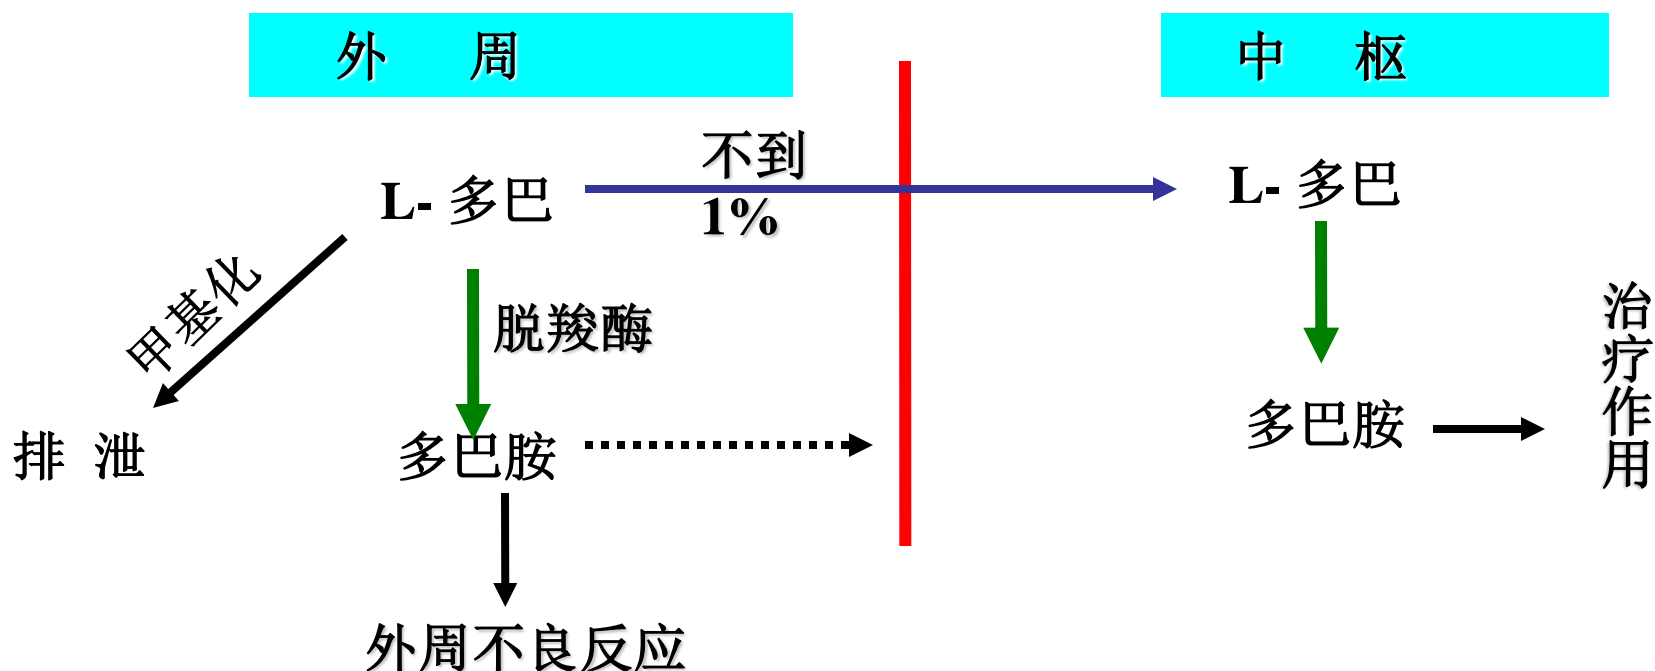 外 周
中 枢
不到
1%
L- 多巴
L- 多巴
甲基化
脱羧酶
治疗作用
多巴胺
排 泄
多巴胺
外周不良反应